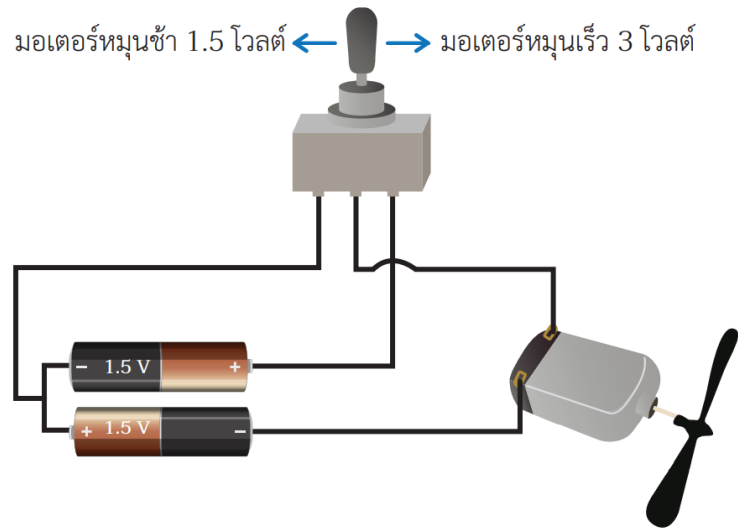 มอเตอร์หมุนช้า 1.5 โวลต์
มอเตอร์หมุนเร็ว 3 โวลต์
− 1.5 V +
+ 1.5 V −